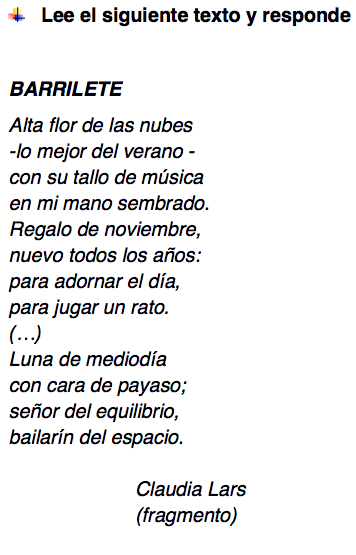 Lee el siguiente texto y responde
BARRILETE
Alta flor de las nubes
-lo mejor del verano -
con su tallo de música
en mi mano sembrado.
Regalo de noviembre,
nuevo todos los años:
para adornar el día,
para jugar un rato.
(…)
Luna de mediodía
con cara de payaso;
señor del equilibrio,
bailarín del espacio.
Claudia Lars
(fragmento)